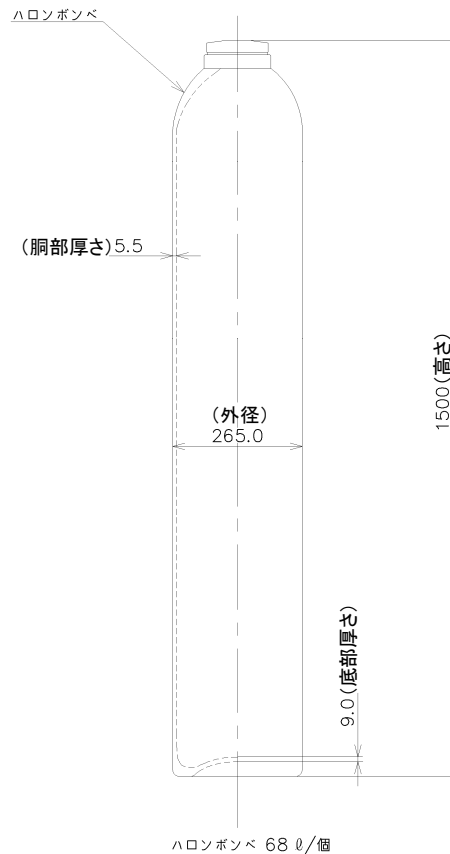 ハロンボンベ
(胴部厚さ)5.5
(外径)
265.0
1500(高さ)
9.0(底部厚さ)
ハロンボンベ 68 ℓ/個